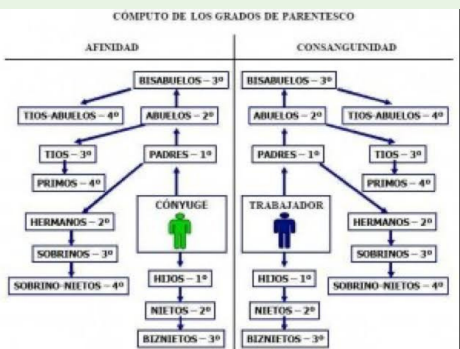 CÓMPUTO DE LOS GRADOS DE PARENTESCO
AFINIDAD
BISABUELOS – 3º
TIOS-ABUELOS – 4º
ABUELOS – 2º
TIOS – 3º
PADRES – 1º
PRIMOS – 4º
CÓNYUGE
HERMANOS – 2º
SOBRINOS – 3º
SOBRINO-NIETOS – 4º
HIJOS – 1º
NIETOS – 2º
BIZNIETOS – 3º
CONSANGUINIDAD
BISABUELOS – 3º
ABUELOS – 2º
TIOS-ABUELOS – 4º
PADRES – 1º
TIOS – 3º
PRIMOS – 4º
TRABAJADOR
HERMANOS – 2º
SOBRINOS – 3º
SOBRINO-NIETOS – 4º
HIJOS – 1º
NIETOS – 2º
BIZNIETOS – 3º